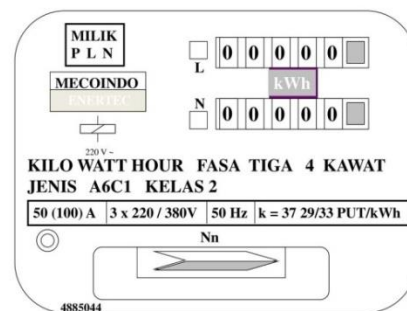 MILIK
P L N
MECOINDO
ENERTEC
220 V ~
L
0 0 0 0 0
kWh
N
0 0 0 0 0
KILO WATT HOUR FASA TIGA 4 KAWAT
JENIS A6C1 KELAS 2
50 (100) A 3 x 220 / 380V 50 Hz k = 37 29/33 PUT/kWh
Nn
4885044